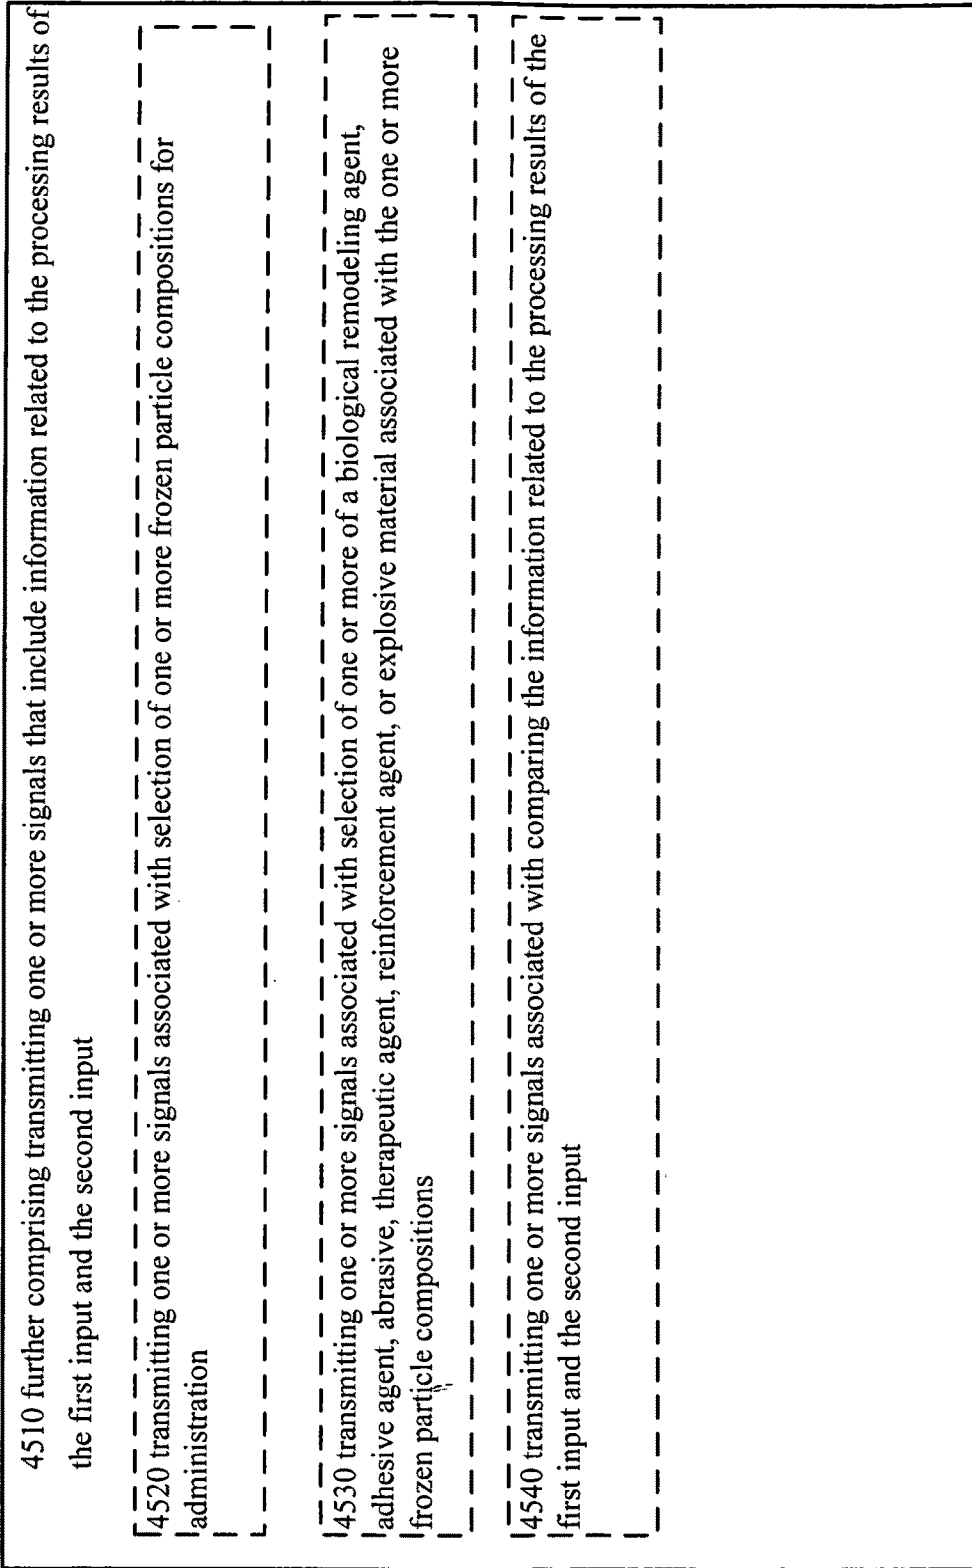 4510 further comprising transmitting one or more signals that include information related to the processing results of
the first input and the second input
4520 transmitting one or more signals associated with selection of one or more frozen particle compositions for
administration
4530 transmitting one or more signals associated with selection of one or more of a biological remodeling agent,
adhesive agent, abrasive, therapeutic agent, reinforcement agent, or explosive material associated with the one or more
frozen particle compositions
4540 transmitting one or more signals associated with comparing the information related to the processing results of the
first input and the second input